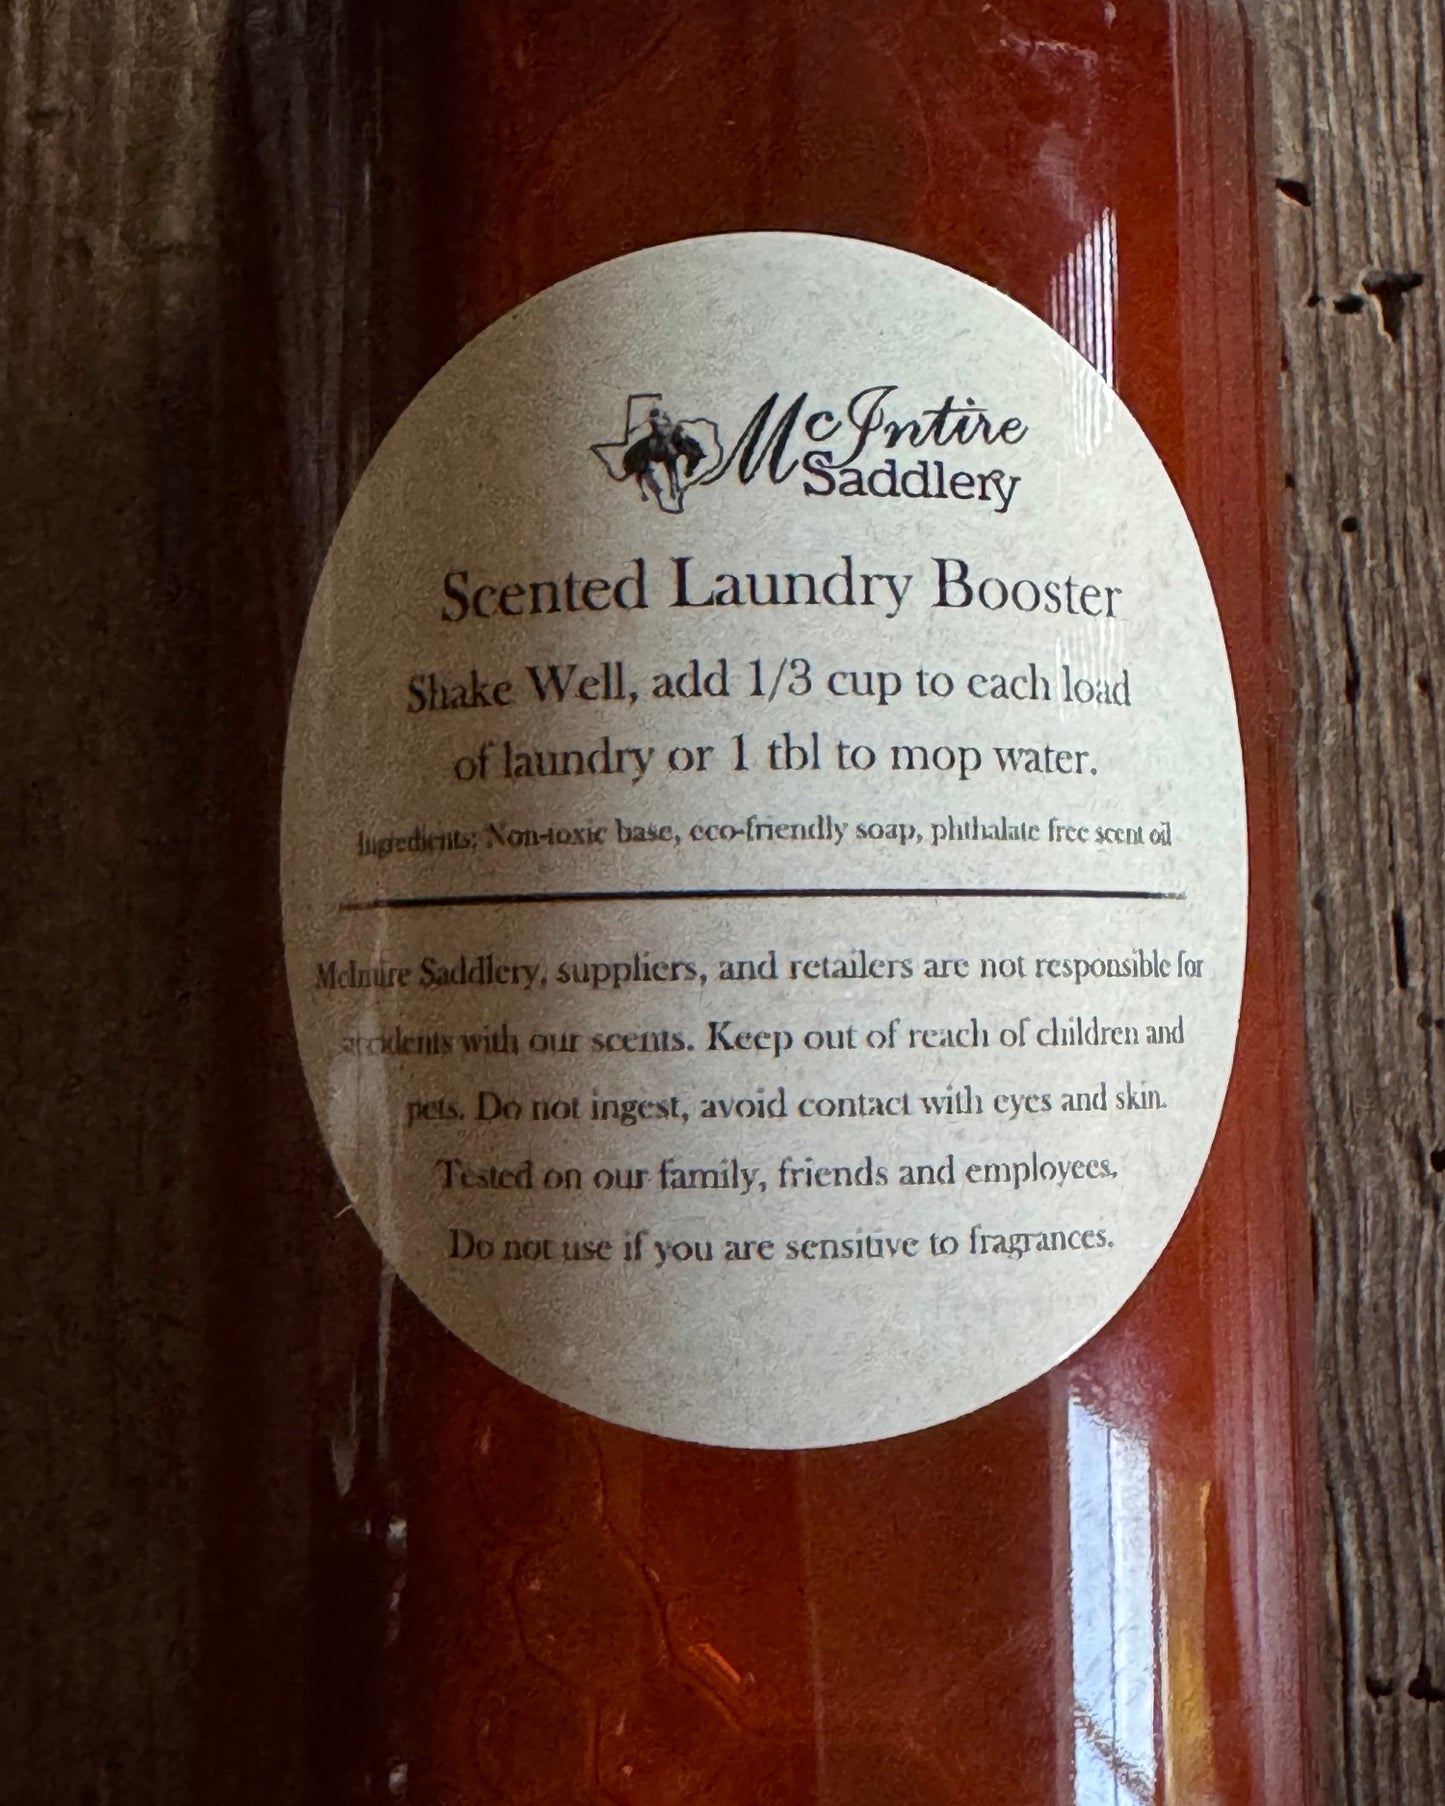 McIntire
Saddlery
Scented Laundry Booster
Shake Well, add 1/3 cup to each load
of laundry or 1 tbl to mop water.
Ingredients: Non-toxic base, eco-friendly soap, phthalate free scent oil
McIntire Saddlery, suppliers, and retailers are not responsible for
accidents with our scents. Keep out of reach of children and
pets. Do not ingest, avoid contact with eyes and skin.
Tested on our family, friends and employees.
Do not use if you are sensitive to fragrances.